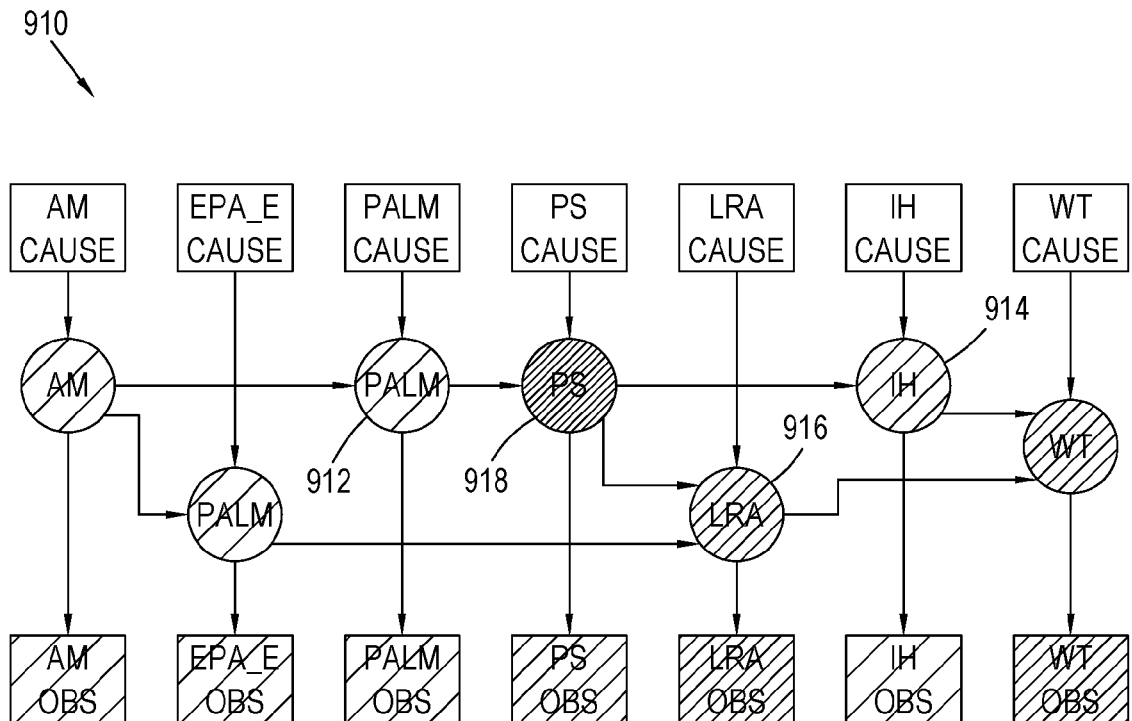 910
AM
CAUSE
EPA_E
CAUSE
PALM
CAUSE
PS
CAUSE
LRA
CAUSE
IH
CAUSE
WT
CAUSE
914
AM
PALM
PS
IH
916
WT
912
918
PALM
LRA
AM
OBS
EPA_E
OBS
PALM
OBS
PS
OBS
LRA
OBS
IH
OBS
WT
OBS